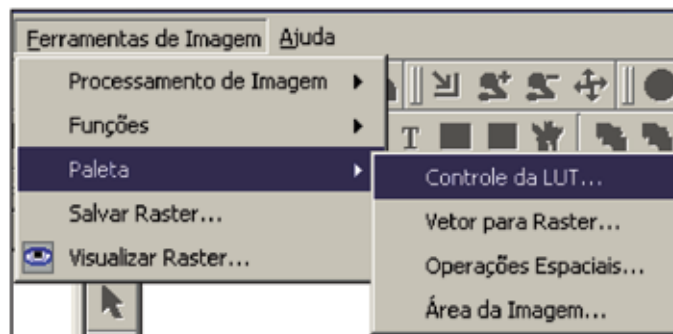 Ferramentas de Imagem Ajuda
Processamento de Imagem
Funções
T
Paleta
Controle da LUT...
Salvar Raster...
Vetor para Raster...
Visualizar Raster...
Operações Espaciais...
Área da Imagem...